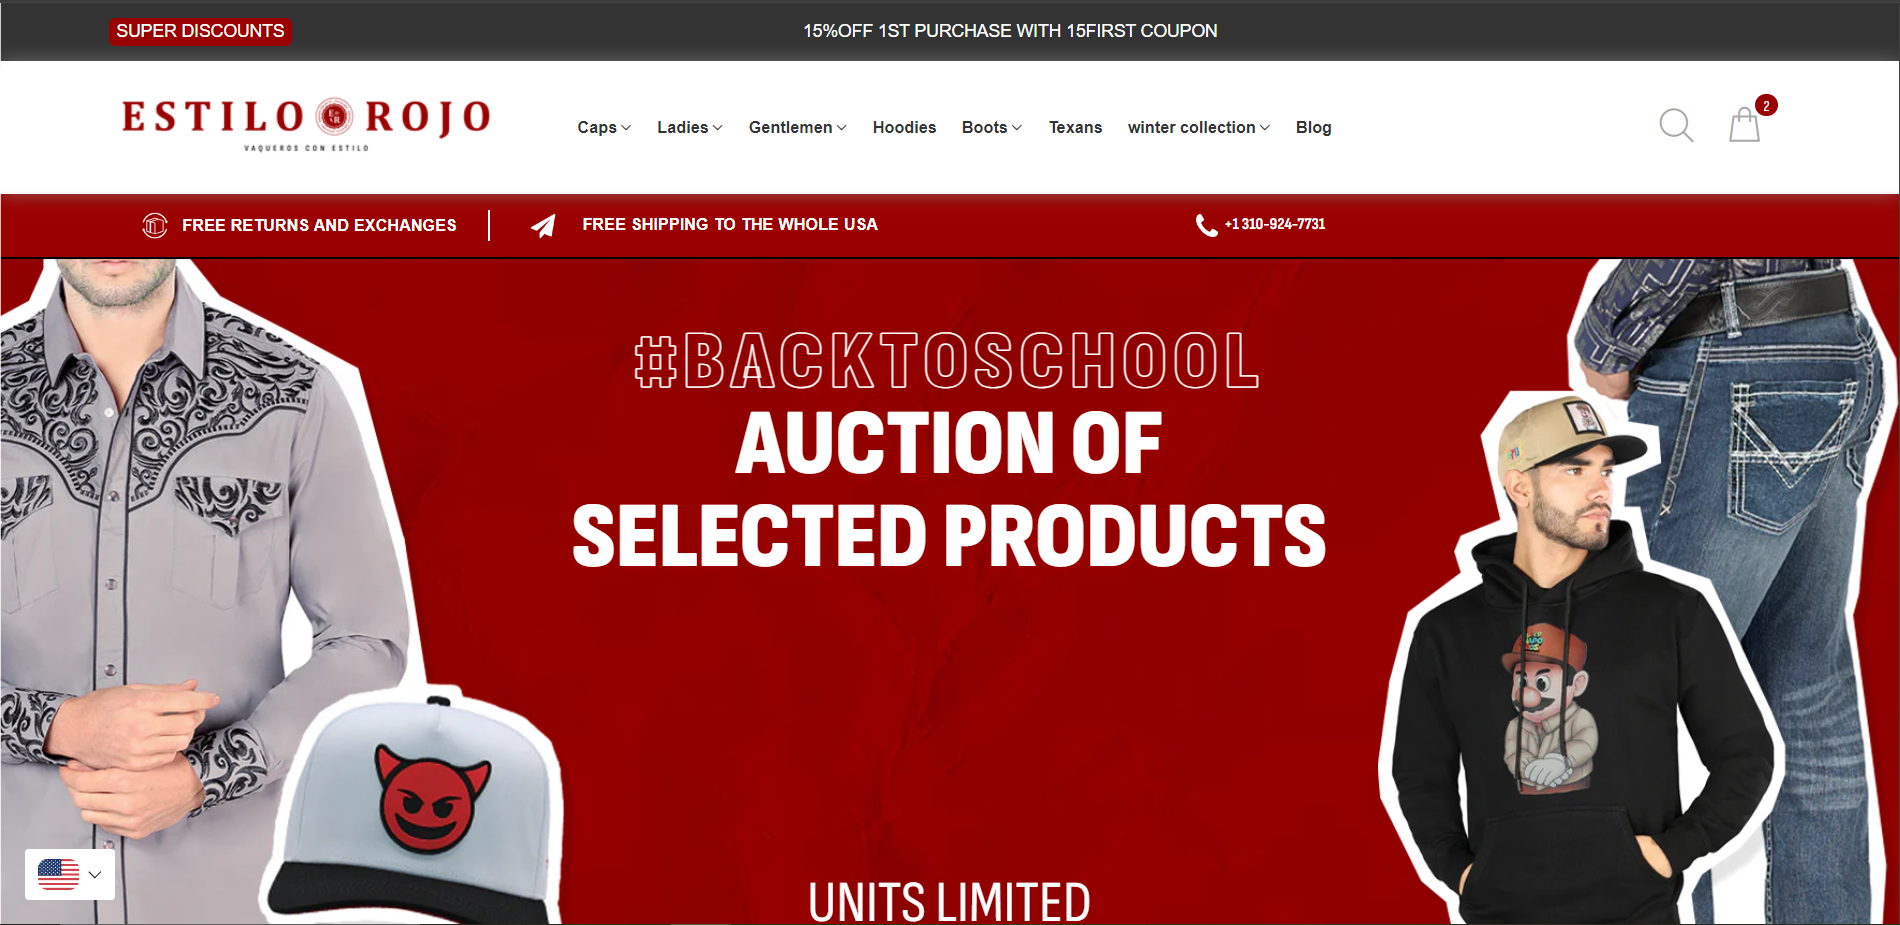 SUPER DISCOUNTS
15%OFF 1ST PURCHASE WITH 15FIRST COUPON
ESTILO ROJO
VAQUEROS CON ESTILO
Caps Ladies Gentlemen Hoodies Boots Texans winter collection Blog
2
FREE RETURNS AND EXCHANGES
FREE SHIPPING TO THE WHOLE USA
+1 310-924-7731
#BACKTOSCHOOL
AUCTION OF
SELECTED PRODUCTS
UNITS LIMITED